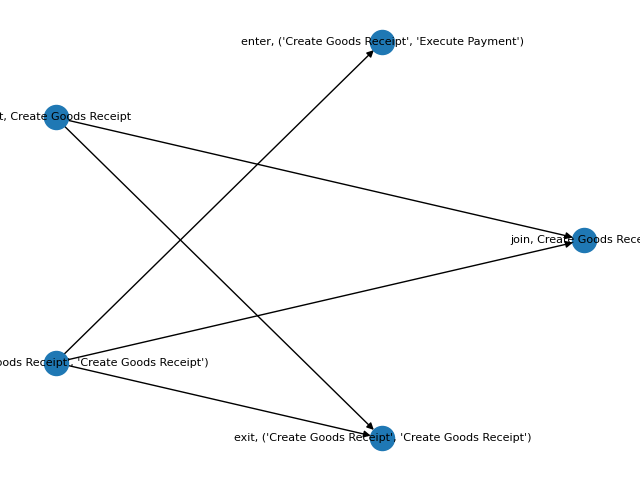 enter, ('Create Goods Receipt', 'Execute Payment')
t, Create Goods Receipt
join, Create Goods Rece
oods Receipt', 'Create Goods Receipt')
exit, ('Create Goods Receipt', 'Create Goods Receipt')